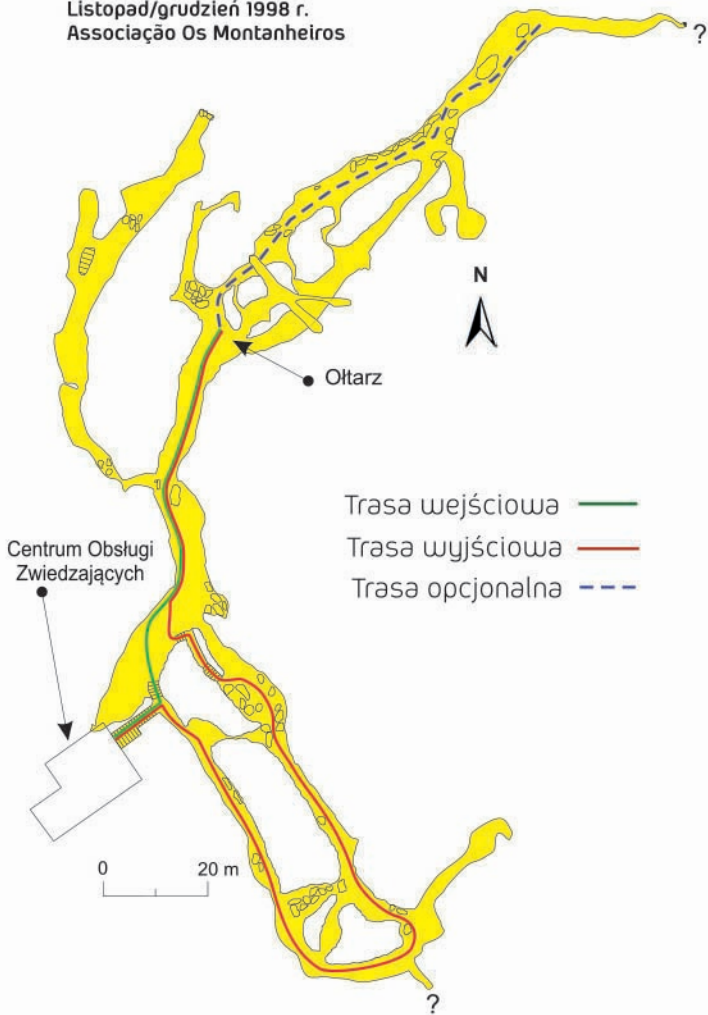 Listopad/grudzień 1998 r.
Associação Os Montanheiros
?
N
Ołtarz
Trasa wejściowa
Trasa wyjściowa
Trasa opcjonalna
Centrum Obsługi
Zwiedzających
0 20 m
?